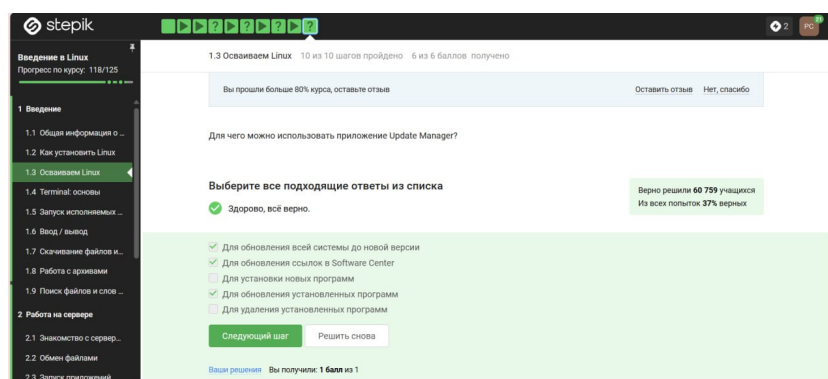 stepik
2
PG
21
Введение в Linux
Прогресс по курсу: 118/125
1 Введение
1.1 Общая информация о ...
1.2 Как установить Linux
1.3 Осваиваем Linux
1.4 Terminal: основы
1.5 Запуск исполняемых ...
1.6 Ввод / вывод
1.7 Скачивание файлов и...
1.8 Работа с архивами
1.9 Поиск файлов и слов ...
2 Работа на сервере
2.1 Знакомство с сервер...
2.2 Обмен файлами
2.3 Запуск приложений
1.3 Осваиваем Linux 10 из 10 шагов пройдено 6 из 6 баллов получено
Вы прошли больше 80% курса, оставьте отзыв
Оставить отзыв Нет, спасибо
Для чего можно использовать приложение Update Manager?
Выберите все подходящие ответы из списка
Здорово, всё верно.
Верно решили 60 759 учащихся
Из всех попыток 37% верных
Для обновления всей системы до новой версии
Для обновления ссылок в Software Center
Для установки новых программ
Для обновления установленных программ
Для удаления установленных программ
Следующий шаг Решить снова
Ваши решения Вы получили: 1 балл из 1